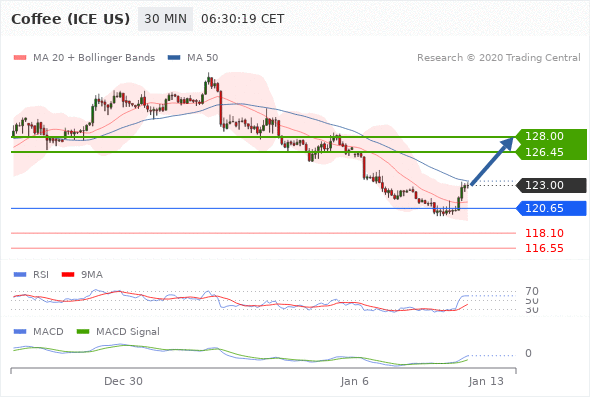 Coffee (ICE US) 30 MIN 06:30:19 CET
MA 20 + Bollinger Bands MA 50 Research © 2020 Trading Central
128.00
126.45
123.00
120.65
118.10
116.55
RSI 9MA
70
50
30
MACD MACD Signal
0
Dec 30 Jan 6 Jan 13